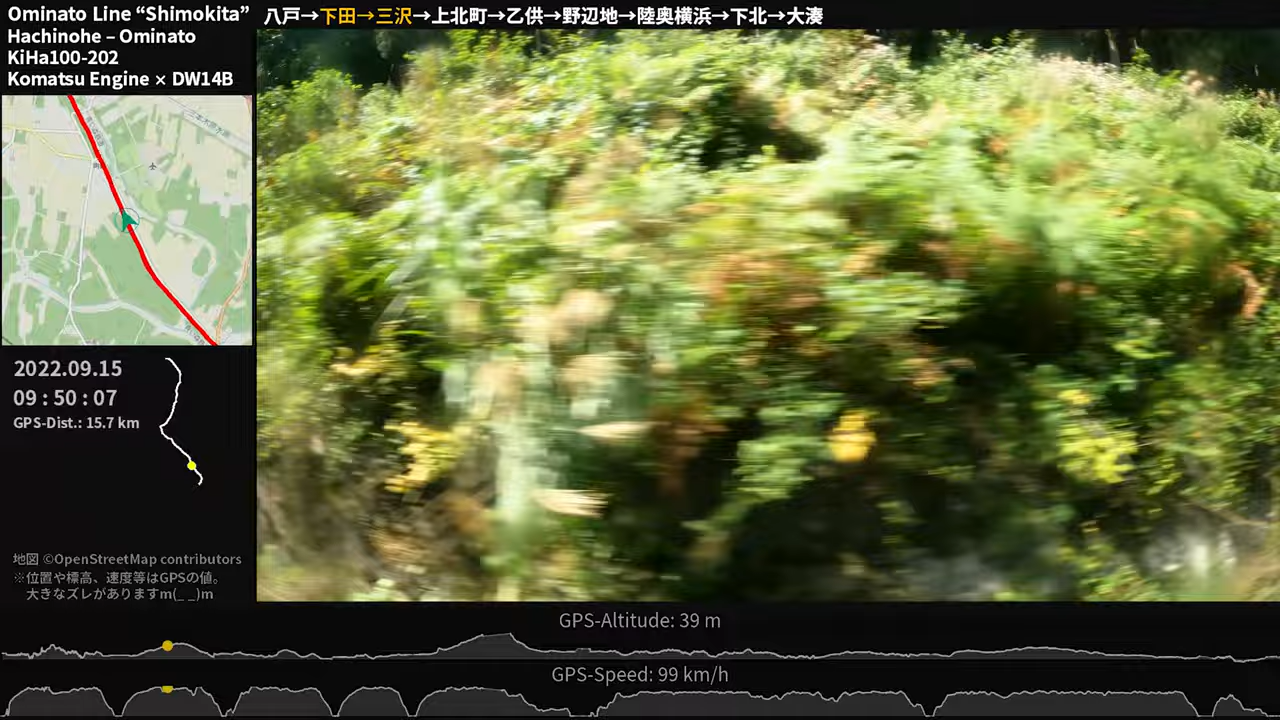 Ominato Line “Shimokita”
Hachinohe – Ominato
KiHa100-202
Komatsu Engine × DW14B
八戸→下田→三沢→上北町→乙供→野辺地→陸奥横浜→下北→大湊
2022.09.15
09 : 50 : 07
GPS-Dist.: 15.7 km
地図 ©OpenStreetMap contributors
※位置や標高、速度等はGPSの値。
大きなズレがありますm(_ _)m
GPS-Altitude: 39 m
GPS-Speed: 99 km/h